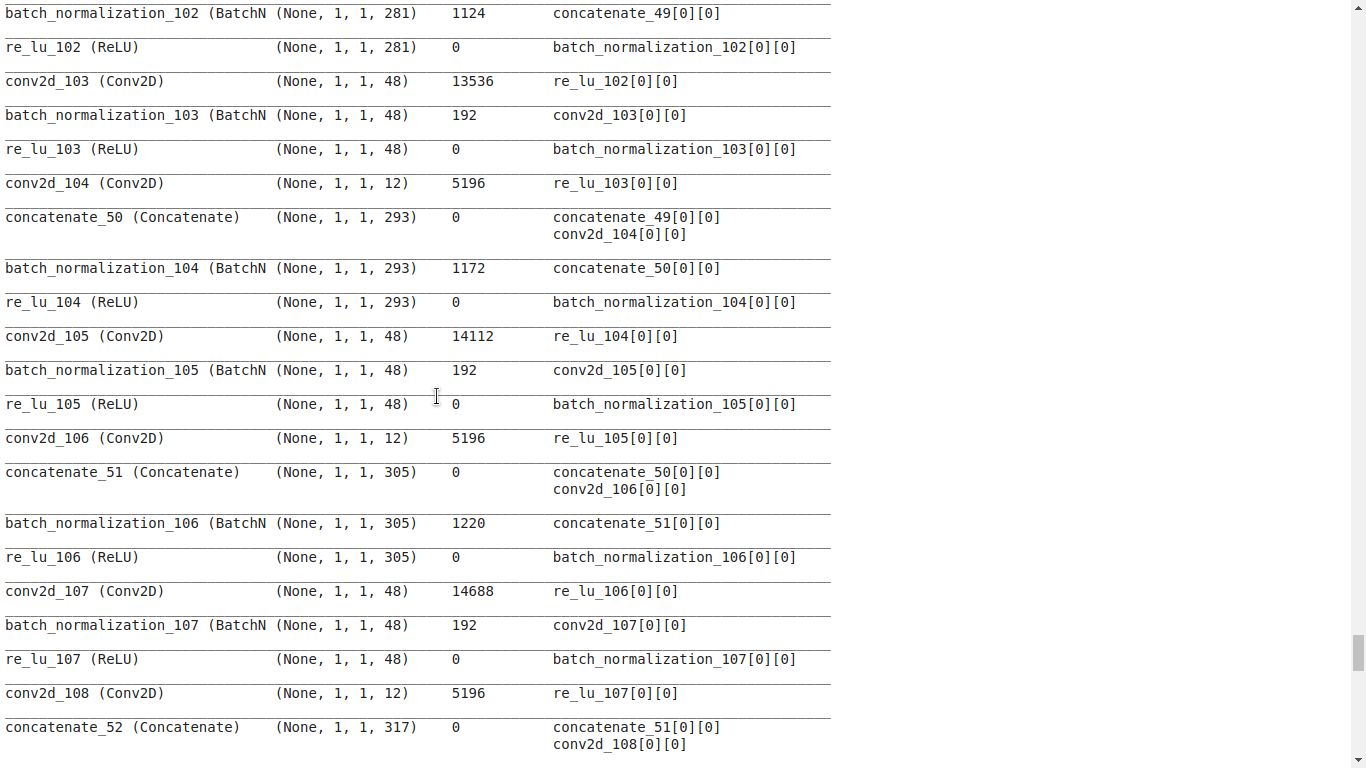 batch_normalization_102 (BatchN (None, 1, 1, 281) 1124 concatenate_49[0][0]
re_lu_102 (ReLU) (None, 1, 1, 281) 0 batch_normalization_102[0][0]
conv2d_103 (Conv2D) (None, 1, 1, 48) 13536 re_lu_102[0][0]
batch_normalization_103 (BatchN (None, 1, 1, 48) 192 conv2d_103[0][0]
re_lu_103 (ReLU) (None, 1, 1, 48) 0 batch_normalization_103[0][0]
conv2d_104 (Conv2D) (None, 1, 1, 12) 5196 re_lu_103[0][0]
concatenate_50 (Concatenate) (None, 1, 1, 293) 0 concatenate_49[0][0]
conv2d_104[0][0]
batch_normalization_104 (BatchN (None, 1, 1, 293) 1172 concatenate_50[0][0]
re_lu_104 (ReLU) (None, 1, 1, 293) 0 batch_normalization_104[0][0]
conv2d_105 (Conv2D) (None, 1, 1, 48) 14112 re_lu_104[0][0]
batch_normalization_105 (BatchN (None, 1, 1, 48) 192 conv2d_105[0][0]
re_lu_105 (ReLU) (None, 1, 1, 48) 0 batch_normalization_105[0][0]
conv2d_106 (Conv2D) (None, 1, 1, 12) 5196 re_lu_105[0][0]
concatenate_51 (Concatenate) (None, 1, 1, 305) 0 concatenate_50[0][0]
conv2d_106[0][0]
batch_normalization_106 (BatchN (None, 1, 1, 305) 1220 concatenate_51[0][0]
re_lu_106 (ReLU) (None, 1, 1, 305) 0 batch_normalization_106[0][0]
conv2d_107 (Conv2D) (None, 1, 1, 48) 14688 re_lu_106[0][0]
batch_normalization_107 (BatchN (None, 1, 1, 48) 192 conv2d_107[0][0]
re_lu_107 (ReLU) (None, 1, 1, 48) 0 batch_normalization_107[0][0]
conv2d_108 (Conv2D) (None, 1, 1, 12) 5196 re_lu_107[0][0]
concatenate_52 (Concatenate) (None, 1, 1, 317) 0 concatenate_51[0][0]
conv2d_108[0][0]